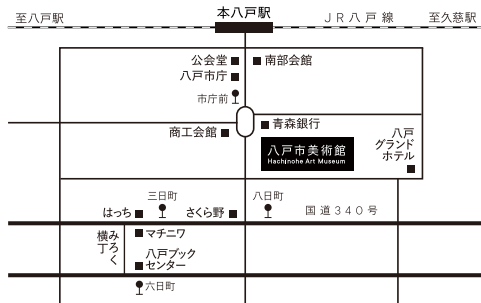 本八戸駅
至八戸駅
JR八戸線
至久慈駅
公会堂
南部会館
八戸市庁
市庁前
青森銀行
商工会館
八戸市美術館
Hachinohe Art Museum
八戸
グランド
ホテル
三日町
八日町
はっち
さくら野
国道340号
横丁
みろく
マチニワ
八戸ブック
センター
六日町